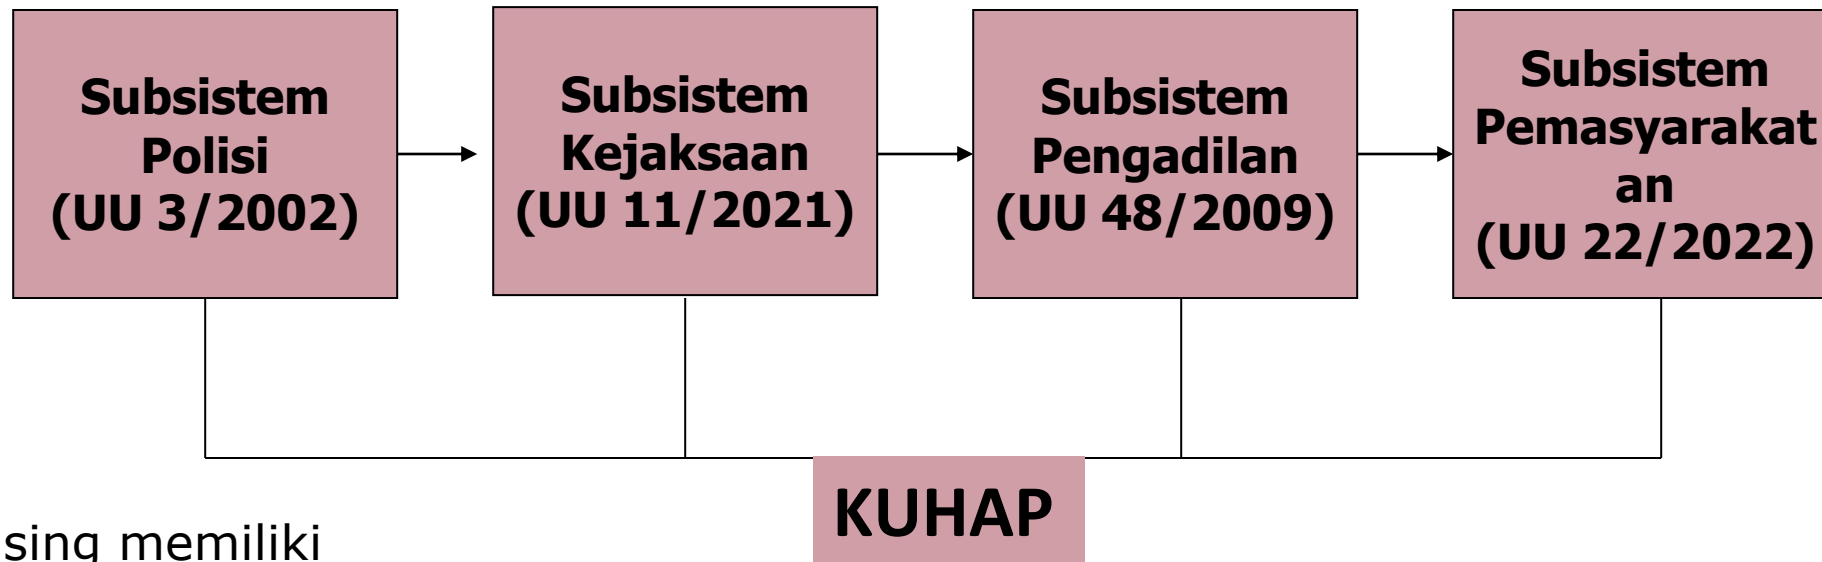 Subsistem
Polisi
(UU 3/2002)
Subsistem
Kejaksaan
(UU 11/2021)
Subsistem
Pengadilan
(UU 48/2009)
Subsistem
Pemasyarakat
an
(UU 22/2022)
KUHAP
sing memiliki